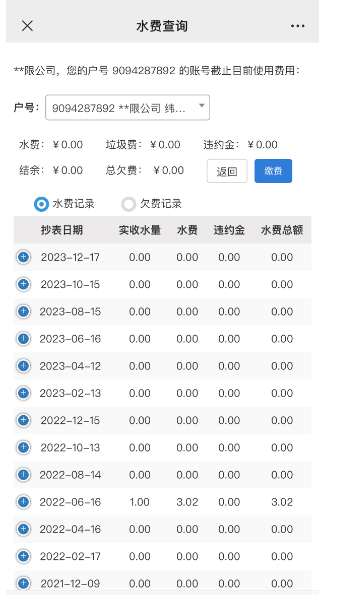 水费查询
**限公司，您的户号 9094287892 的账号截止目前使用费用：
户号： 9094287892 **限公司 纬...
水费：￥0.00 垃圾费：￥0.00 违约金：￥0.00
结余：￥0.00 总欠费：￥0.00 返回 缴费
水费记录 欠费记录
抄表日期 实收水量 水费 违约金 水费总额
2023-12-17 0.00 0.00 0.00 0.00
2023-10-15 0.00 0.00 0.00 0.00
2023-08-15 0.00 0.00 0.00 0.00
2023-06-16 0.00 0.00 0.00 0.00
2023-04-12 0.00 0.00 0.00 0.00
2023-02-13 0.00 0.00 0.00 0.00
2022-12-15 0.00 0.00 0.00 0.00
2022-10-13 0.00 0.00 0.00 0.00
2022-08-14 0.00 0.00 0.00 0.00
2022-06-16 1.00 3.02 0.00 3.02
2022-04-16 0.00 0.00 0.00 0.00
2022-02-17 0.00 0.00 0.00 0.00
2021-12-09 0.00 0.00 0.00 0.00